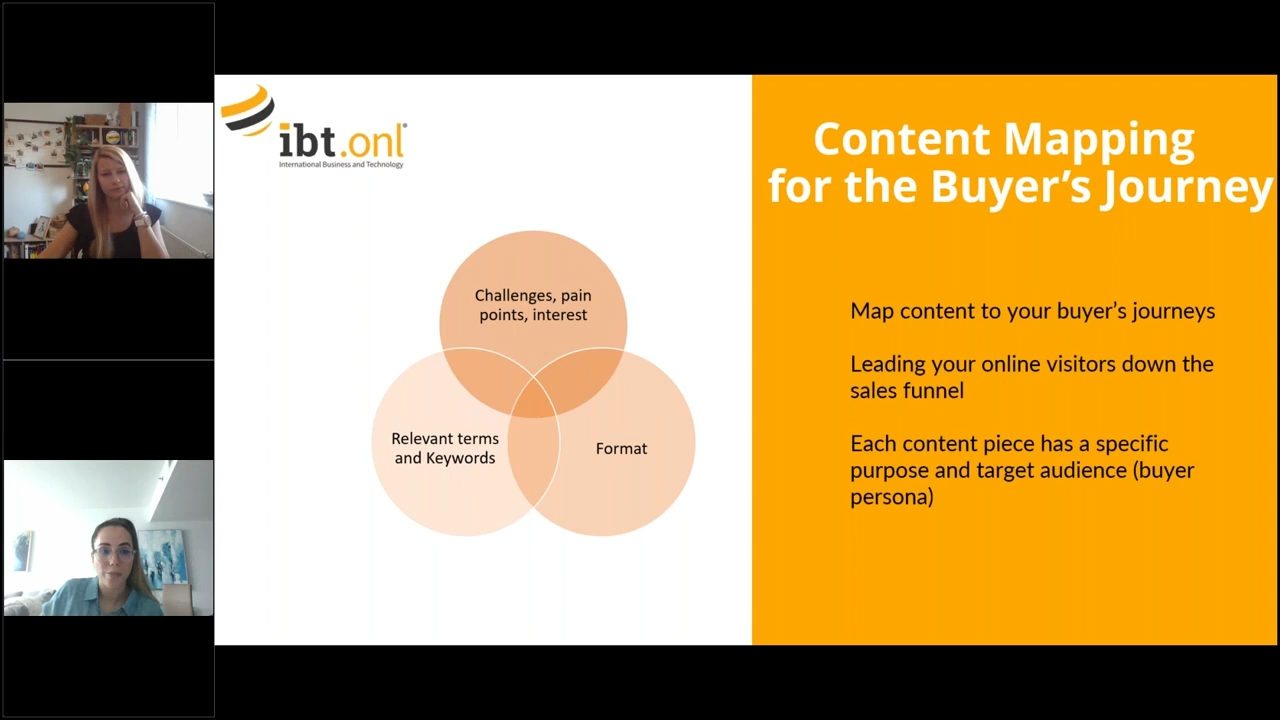 ibt.onl®
International Business and Technology
Content Mapping
for the Buyer’s Journey
Challenges, pain
points, interest
Relevant terms
and Keywords
Format
Map content to your buyer’s journeys
Leading your online visitors down the
sales funnel
Each content piece has a specific
purpose and target audience (buyer
persona)